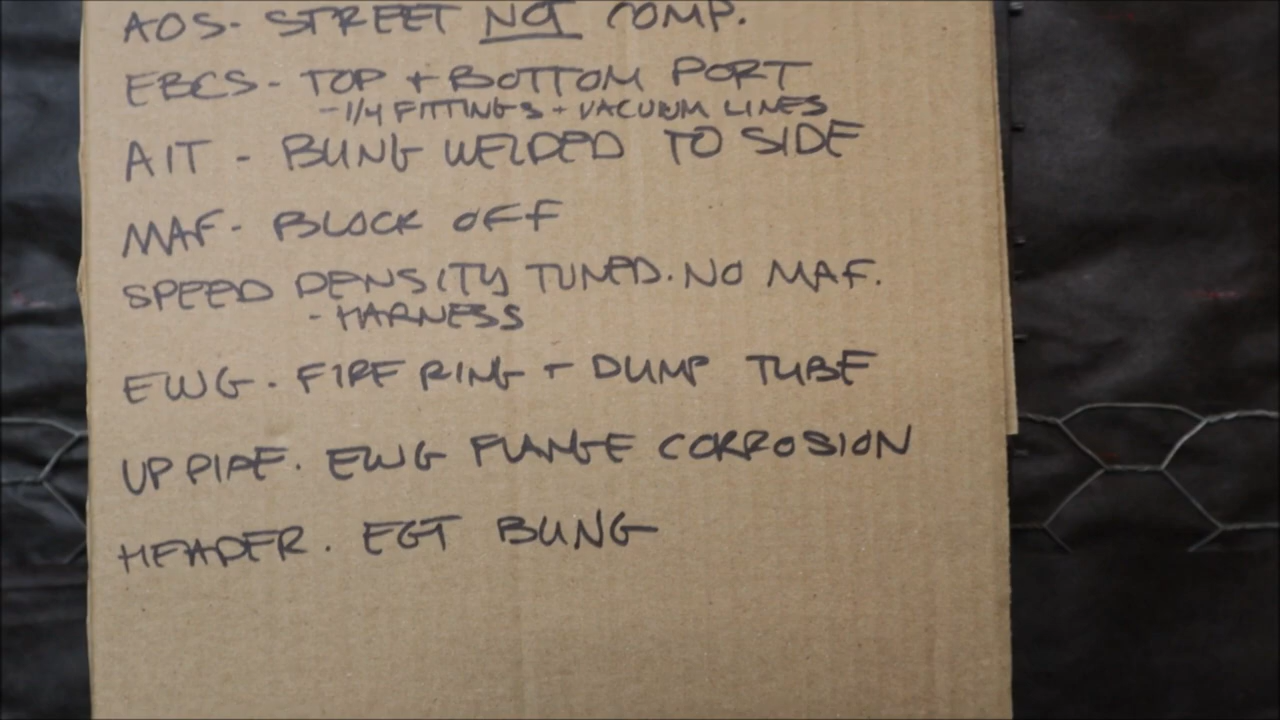 AOS- STREET NOT COMP.
EBCS- TOP + BOTTOM PORT
-1/4 FITTINGS + VACUUM LINES
AIT - BUNG WELDED TO SIDE
MAF- BLOCK OFF
SPEED DENSITY TUNED. NO MAF.
- HARNESS
EWG. FIRE RING + DUMP TUBE
UP PIPE. EWG FLANGE CORROSION
HEADER. EGT BUNG